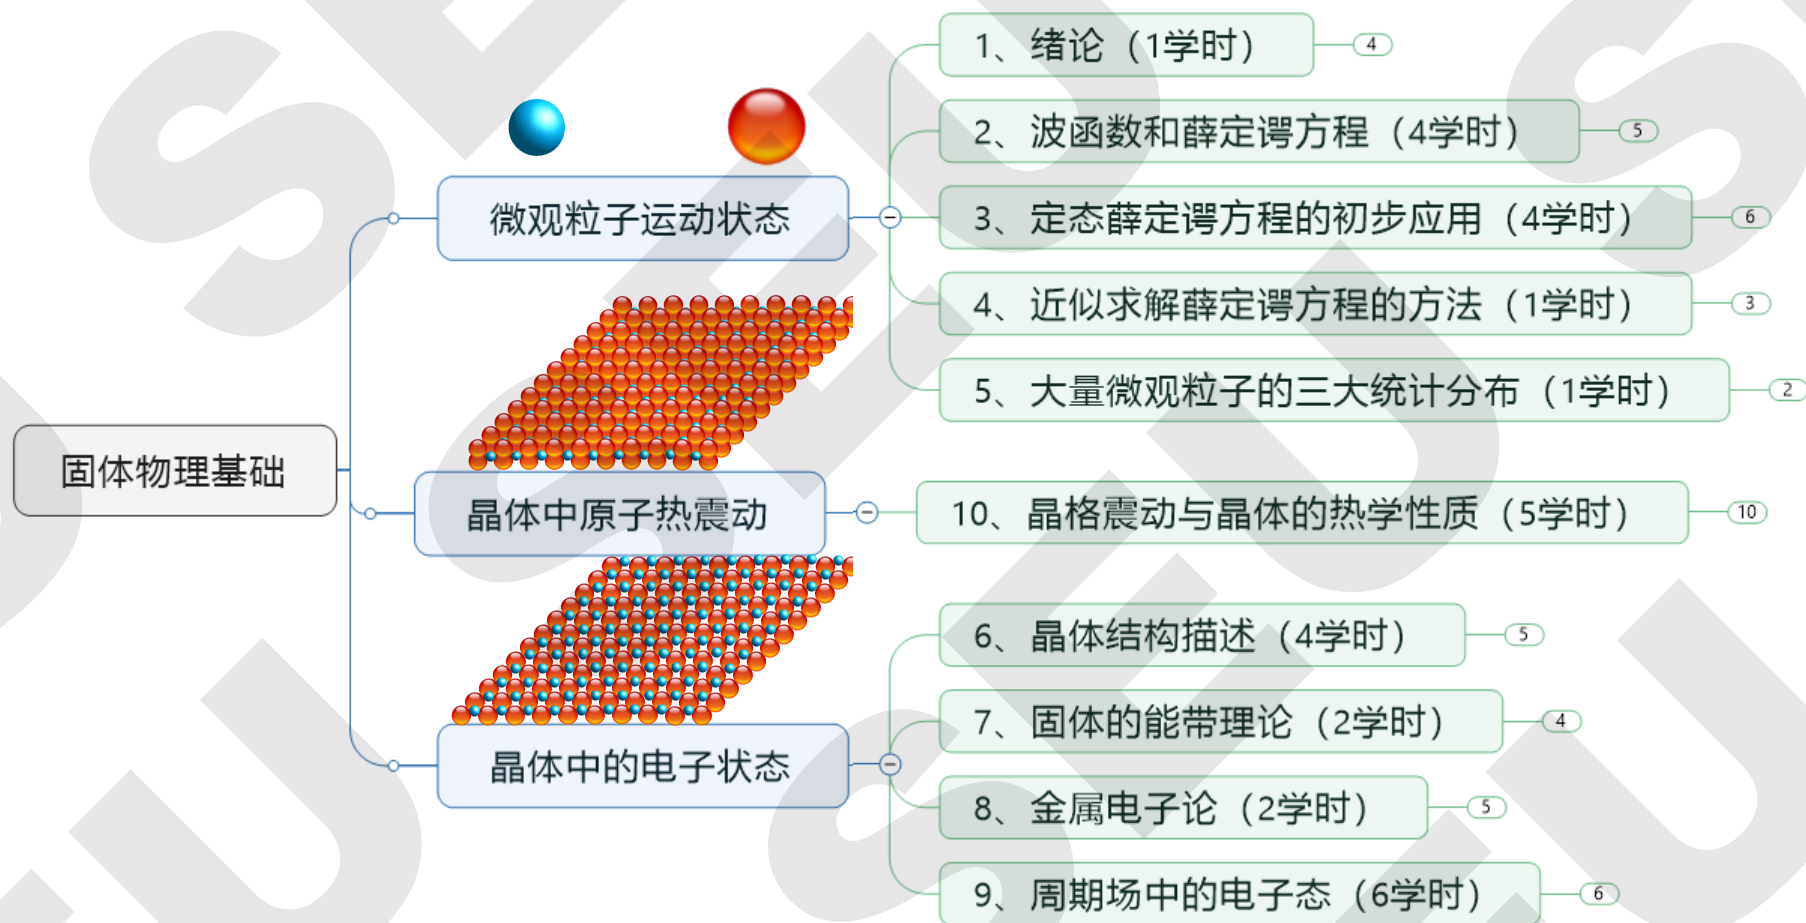 固体物理基础
微观粒子运动状态
1、绪论（1学时）
4
2、波函数和薛定谔方程（4学时）
5
3、定态薛定谔方程的初步应用（4学时）
6
4、近似求解薛定谔方程的方法（1学时）
3
5、大量微观粒子的三大统计分布（1学时）
2
晶体中原子热震动
10、晶格震动与晶体的热学性质（5学时）
10
晶体中的电子状态
6、晶体结构描述（4学时）
5
7、固体的能带理论（2学时）
4
8、金属电子论（2学时）
5
9、周期场中的电子态（6学时）
6
SEU
SEU
SEU